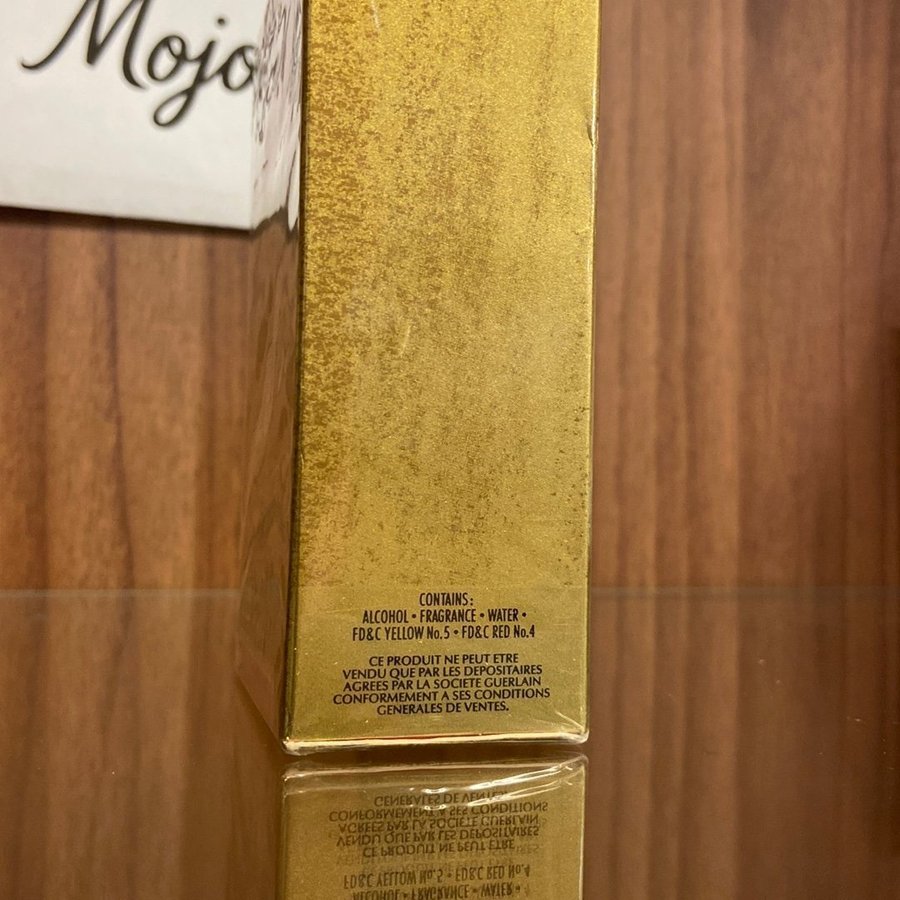 Mojo
CONTAINS:
ALCOHOL • FRAGRANCE • WATER •
FD&C YELLOW No.5 • FD&C RED No.4
CE PRODUIT NE PEUT ETRE
VENDU QUE PAR LES DEPOSITAIRES
AGREES PAR LA SOCIETE GUERLAIN
CONFORMEMENT A SES CONDITIONS
GENERALES DE VENTES.